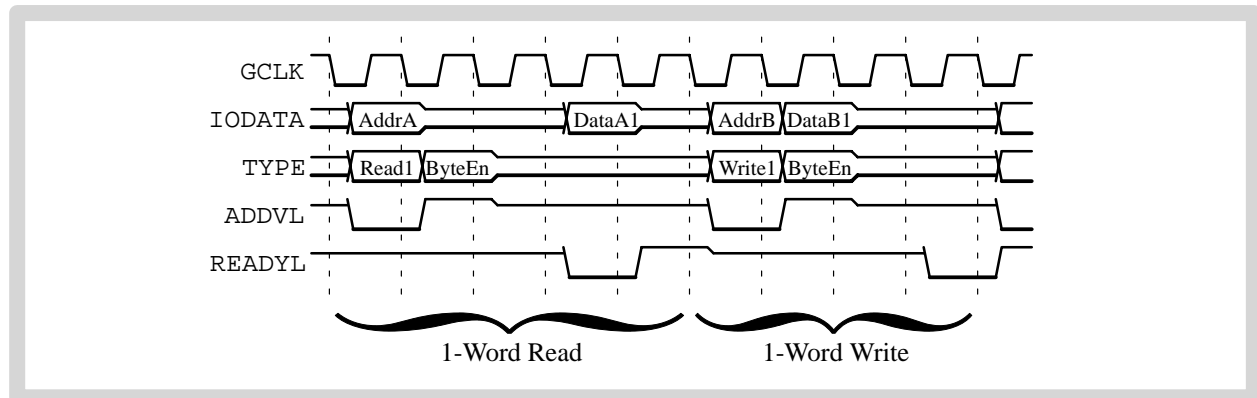 GCLK
IODATA AddrA DataA1 AddrB DataB1
TYPE Read1 ByteEn Write1 ByteEn
ADDVL
READYL
1-Word Read 1-Word Write